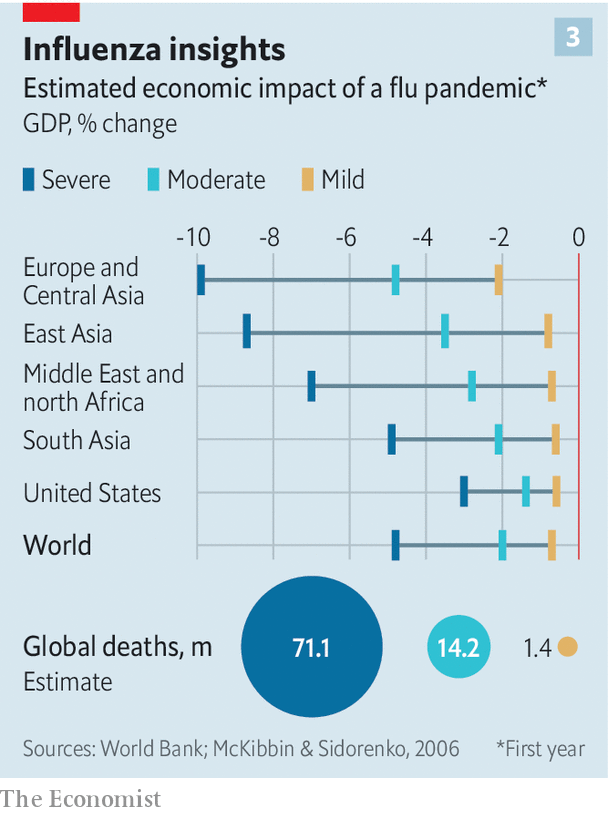 3
Influenza insights
Estimated economic impact of a flu pandemic*
GDP, % change
Severe Moderate Mild
-10 -8 -6 -4 -2 0
Europe and
Central Asia
East Asia
Middle East and
north Africa
South Asia
United States
World
Global deaths, m 71.1 14.2 1.4
Estimate
Sources: World Bank; McKibbin & Sidorenko, 2006 *First year
The Economist